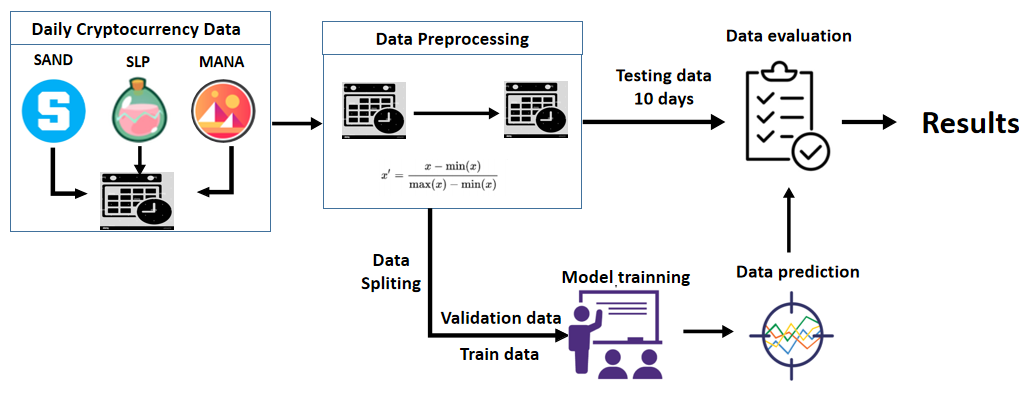 Daily Cryptocurrency Data
SAND
SLP
MANA
Data Preprocessing
x′ = x − min(x) / max(x) − min(x)
Testing data
10 days
Data evaluation
Results
Data
Spliting
Validation data
Train data
Model trainning
Data prediction